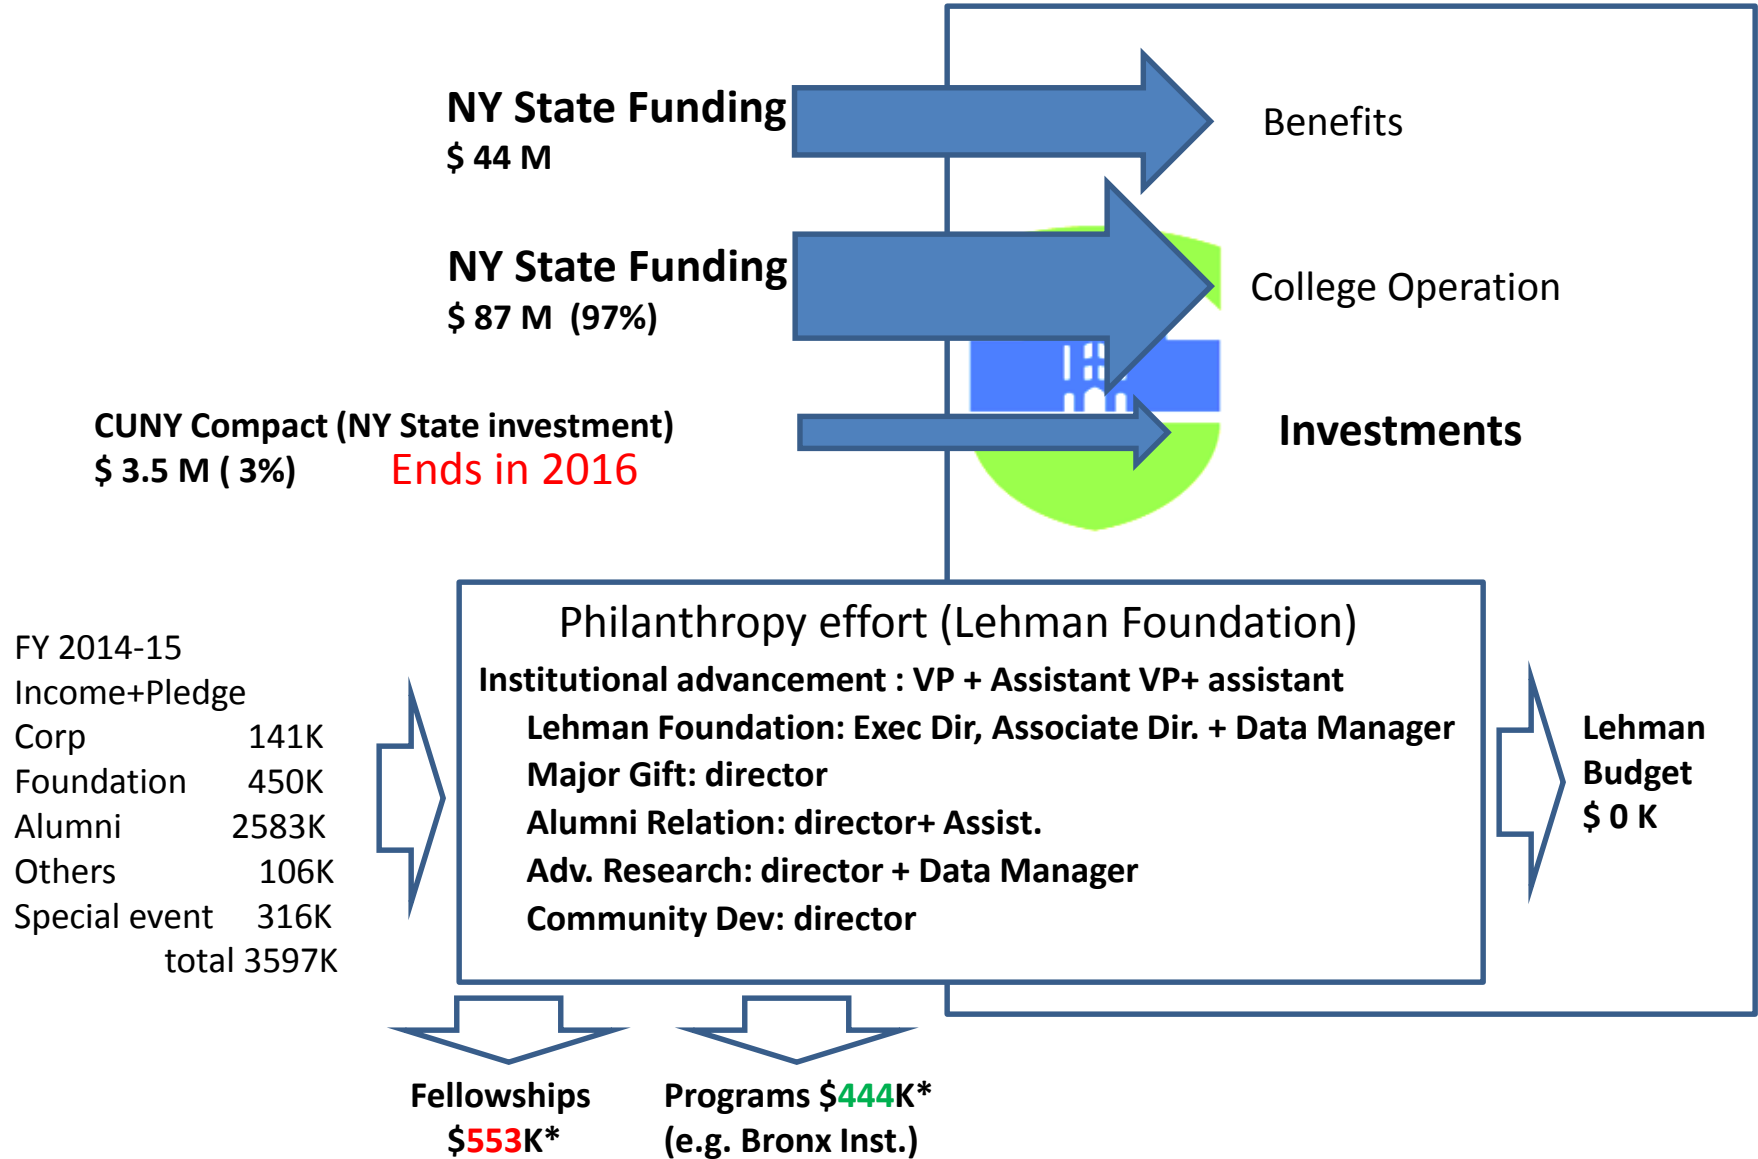 NY State Funding
$ 44 M
Benefits
NY State Funding
$ 87 M (97%)
College Operation
CUNY Compact (NY State investment)
$ 3.5 M ( 3%) Ends in 2016
Investments
FY 2014-15
Income+Pledge
Corp 141K
Foundation 450K
Alumni 2583K
Others 106K
Special event 316K
total 3597K
Philanthropy effort (Lehman Foundation)
Institutional advancement : VP + Assistant VP+ assistant
Lehman Foundation: Exec Dir, Associate Dir. + Data Manager
Major Gift: director
Alumni Relation: director+ Assist.
Adv. Research: director + Data Manager
Community Dev: director
Lehman
Budget
$ 0 K
Fellowships
$553K*
Programs $444K*
(e.g. Bronx Inst.)